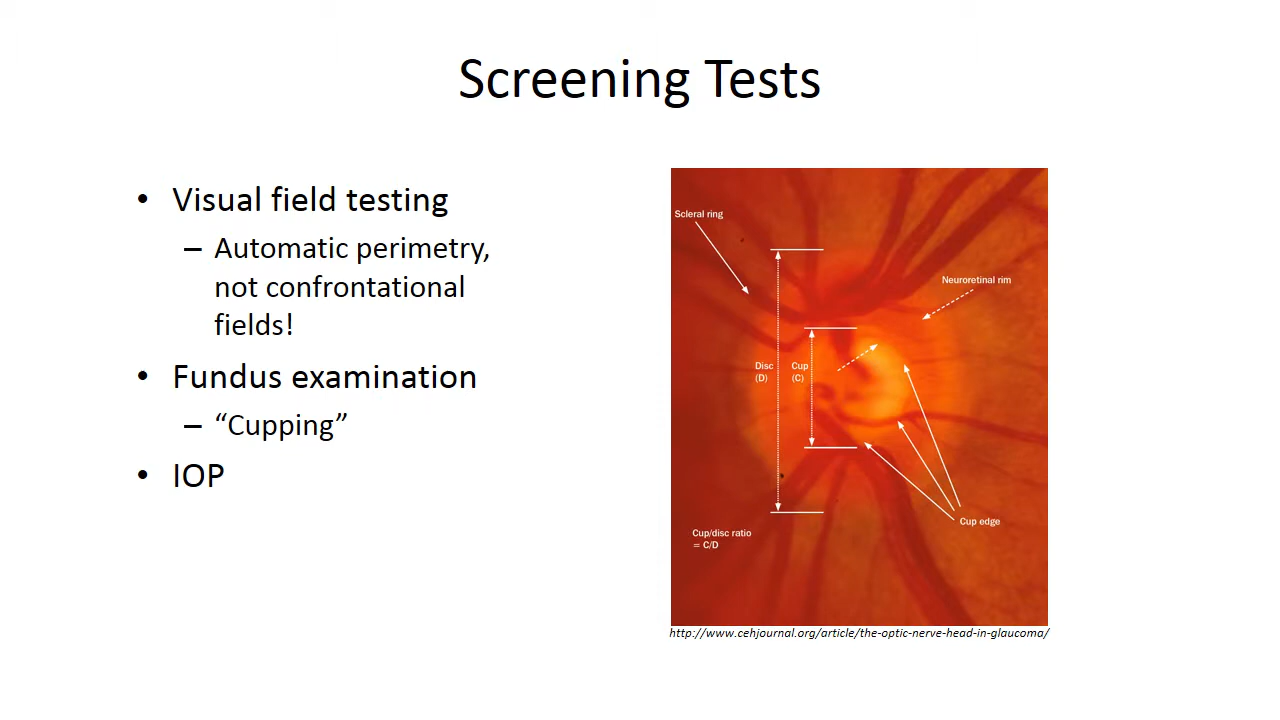 Screening Tests
• Visual field testing
– Automatic perimetry,
not confrontational
fields!
• Fundus examination
– “Cupping”
• IOP
Scleral ring
Neuroretinal rim
Disc
(D)
Cup
(C)
Cup edge
Cup/disc ratio
= C/D
http://www.cehjournal.org/article/the-optic-nerve-head-in-glaucoma/